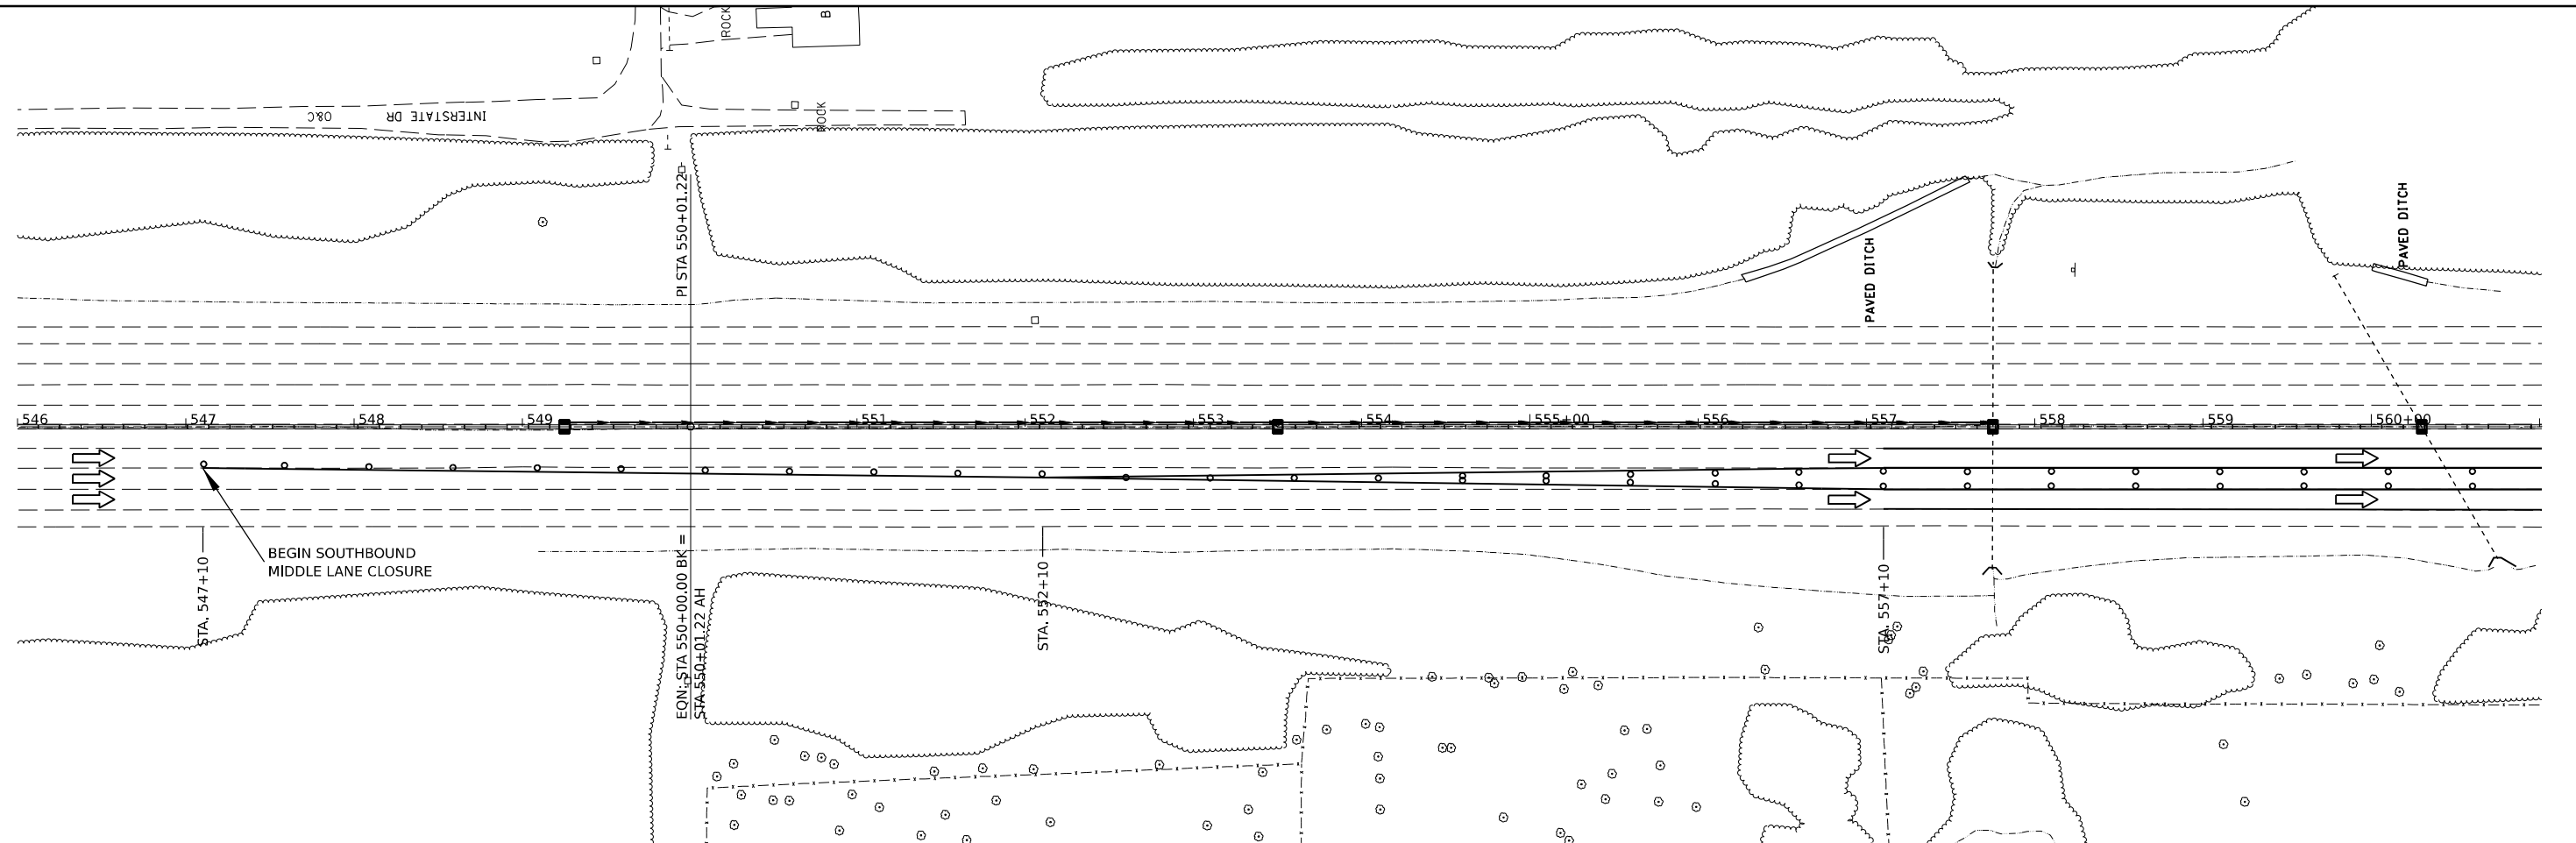 ROCK
B
INTERSTATE DR
O&C
ROCK
PI STA 550+01.22
PAVED DITCH
PAVED DITCH
546
547
548
549
551
552
553
554
555+00
556
557
558
559
560+00
BEGIN SOUTHBOUND
MIDDLE LANE CLOSURE
STA. 547+10
EQN: STA 550+00.00 BK =
STA 550+01.22 AH
STA. 552+10
STA. 557+10